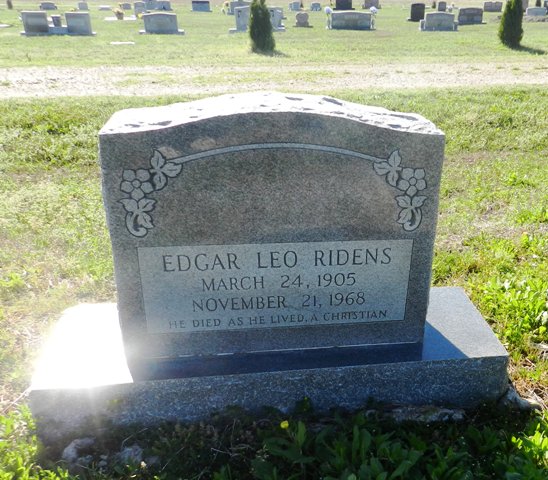 EDGAR LEO RIDENS
MARCH 24, 1905
NOVEMBER 21, 1968
HE DIED AS HE LIVED, A CHRISTIAN